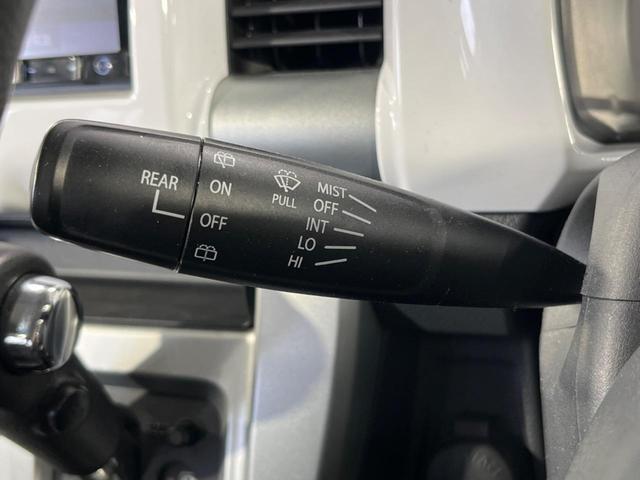 REAR
ON
OFF
PULL
MIST
OFF
INT
LO
HI